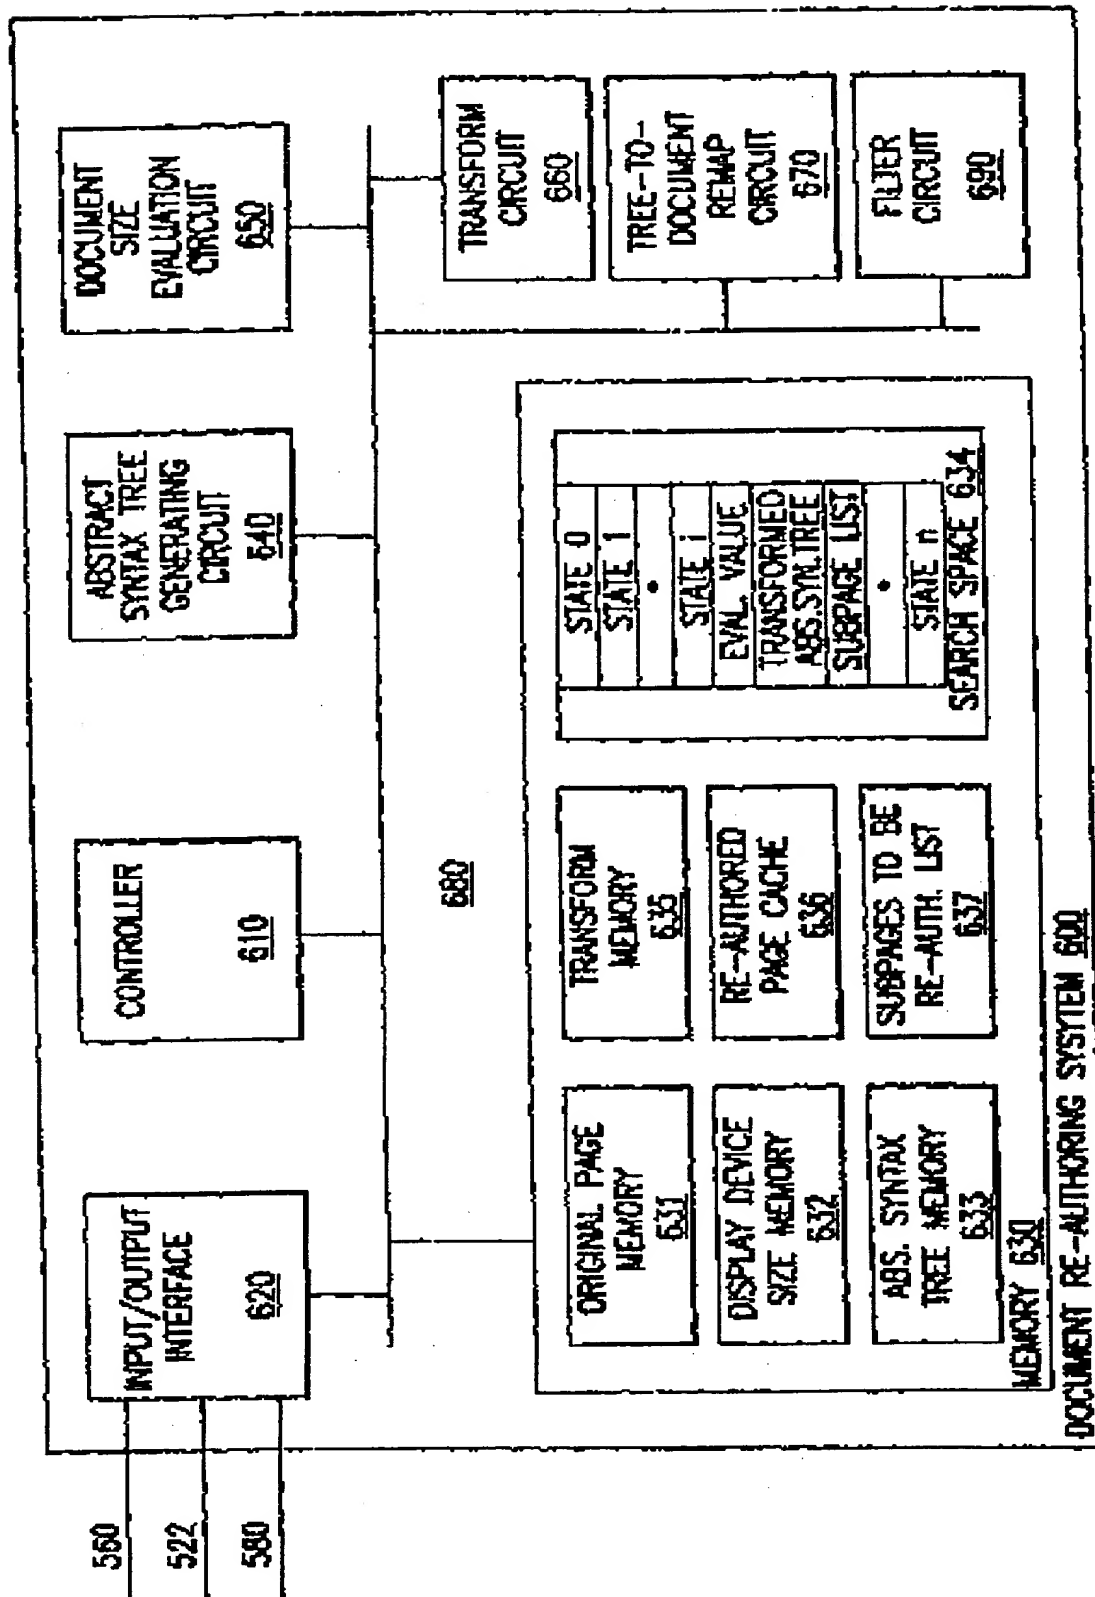 560
522
580
INPUT/OUTPUT
INTERFACE
620
CONTROLLER
610
ABSTRACT
SYNTAX TREE
GENERATING
CIRCUIT
640
DOCUMENT
SIZE
EVALUATION
CIRCUIT
650
680
TRANSFORM
CIRCUIT
660
TREE-TO-
DOCUMENT
REMAP
CIRCUIT
670
FILTER
CIRCUIT
690
ORIGINAL PAGE
MEMORY
631
DISPLAY DEVICE
SIZE MEMORY
632
ABS. SYNTAX
TREE MEMORY
633
TRANSFORM
MEMORY
635
RE-AUTHORED
PAGE CACHE
636
SUBPAGES TO BE
RE-AUTH. LIST
637
STATE 0
STATE 1
•
STATE i
EVAL. VALUE
TRANSFORMED
ABS.SYN.TREE
SUBPAGE LIST
•
STATE n
SEARCH SPACE 634
MEMORY 630
DOCUMENT RE-AUTHORING SYSYTEM 600